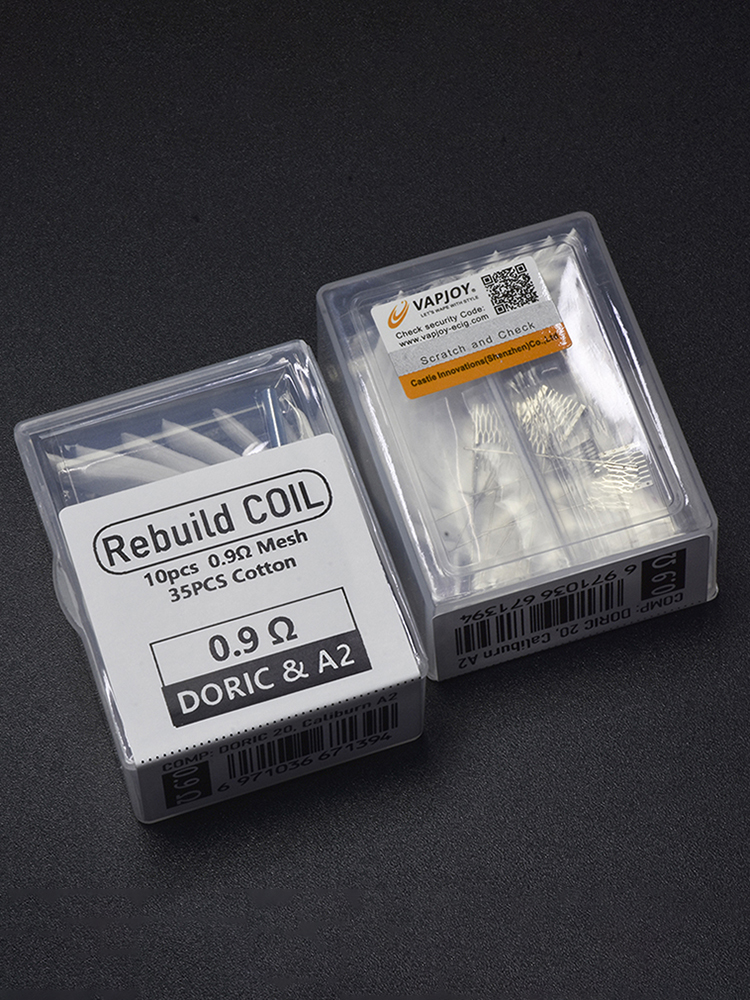 Rebuild COIL
10pcs 0.9Ω Mesh
35PCS Cotton
0.9 Ω
DORIC & A2
COMP: DORIC 20, Caliburn A2
0.9 Ω
6 971036 671394
VAPJOY®
LET'S VAPE WITH STYLE
Check security Code:
www.vapjoy-ecig.com
Scratch and Check
Castle Innovations(Shenzhen)Co.,Ltd
0.9 Ω
6 971036 671394
COMP: DORIC 20, Caliburn A2